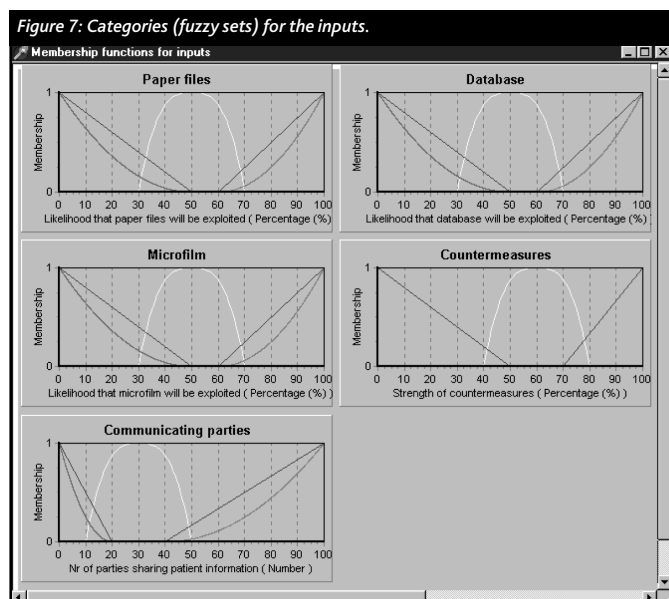 Figure 7: Categories (fuzzy sets) for the inputs.
Membership functions for inputs
Paper files
Membership
1
0
0 10 20 30 40 50 60 70 80 90 100
Likelihood that paper files will be exploited ( Percentage (%)
Database
Membership
1
0
0 10 20 30 40 50 60 70 80 90 100
Likelihood that database will be exploited ( Percentage (%) )
Microfilm
Membership
1
0
0 10 20 30 40 50 60 70 80 90 100
Likelihood that microfilm will be exploited ( Percentage (%) )
Countermeasures
Membership
1
0
0 10 20 30 40 50 60 70 80 90 100
Strength of countermeasures ( Percentage (%) )
Communicating parties
Membership
1
0
0 10 20 30 40 50 60 70 80 90 100
Nr of parties sharing patient information ( Number )